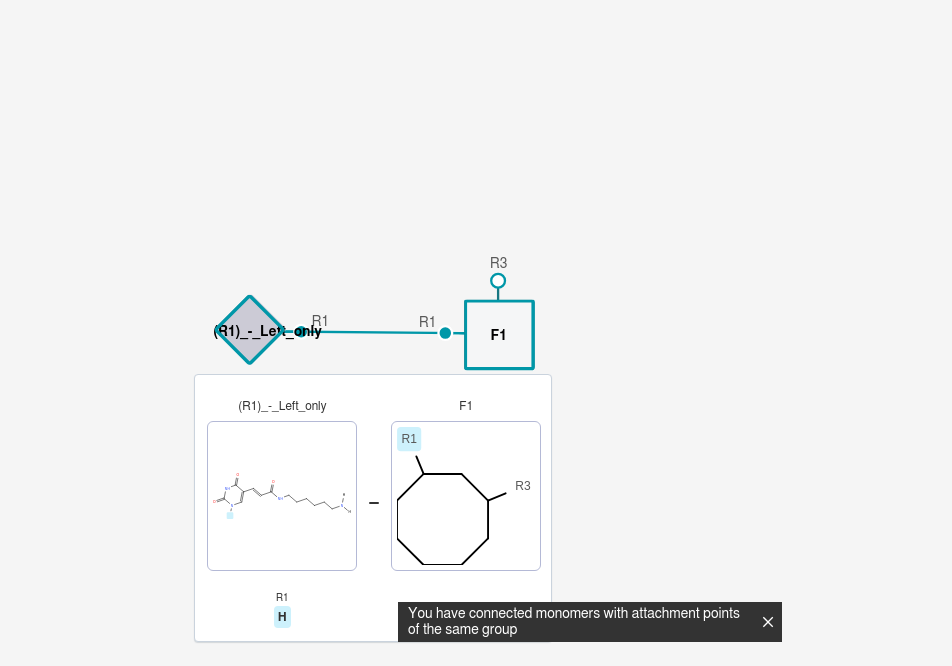 R3
(R1)_-_Left_only
R1
R1
F1
(R1)_-_Left_only
F1
R1
R3
R1
H
You have connected monomers with attachment points
of the same group